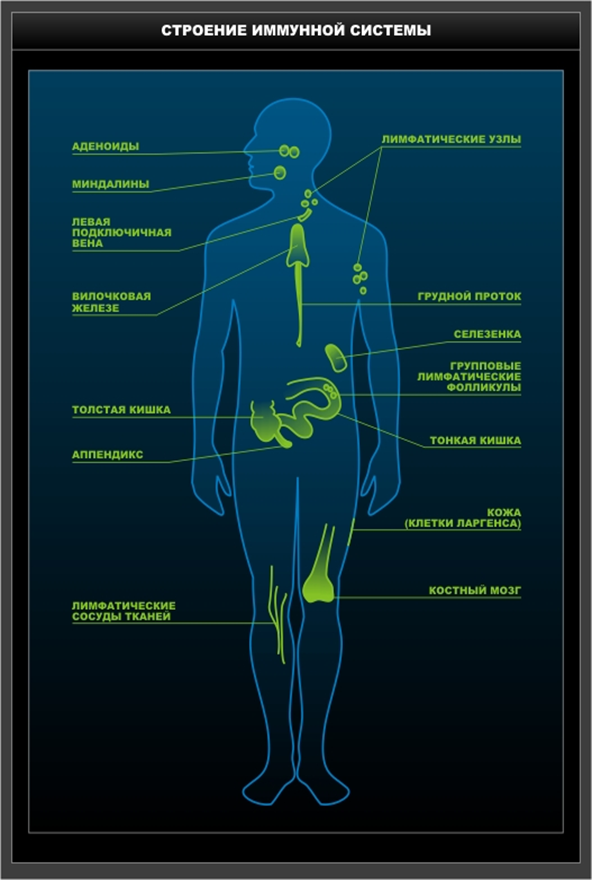 СТРОЕНИЕ ИММУННОЙ СИСТЕМЫ
АДЕНОИДЫ
МИНДАЛИНЫ
ЛЕВАЯ
ПОДКЛЮЧИЧНАЯ
ВЕНА
ВИЛОЧКОВАЯ
ЖЕЛЕЗЕ
ТОЛСТАЯ КИШКА
АППЕНДИКС
ЛИМФАТИЧЕСКИЕ
СОСУДЫ ТКАНЕЙ
ЛИМФАТИЧЕСКИЕ УЗЛЫ
ГРУДНОЙ ПРОТОК
СЕЛЕЗЕНКА
ГРУППОВЫЕ
ЛИМФАТИЧЕСКИЕ
ФОЛЛИКУЛЫ
ТОНКАЯ КИШКА
КОЖА
(КЛЕТКИ ЛАРГЕНСА)
КОСТНЫЙ МОЗГ